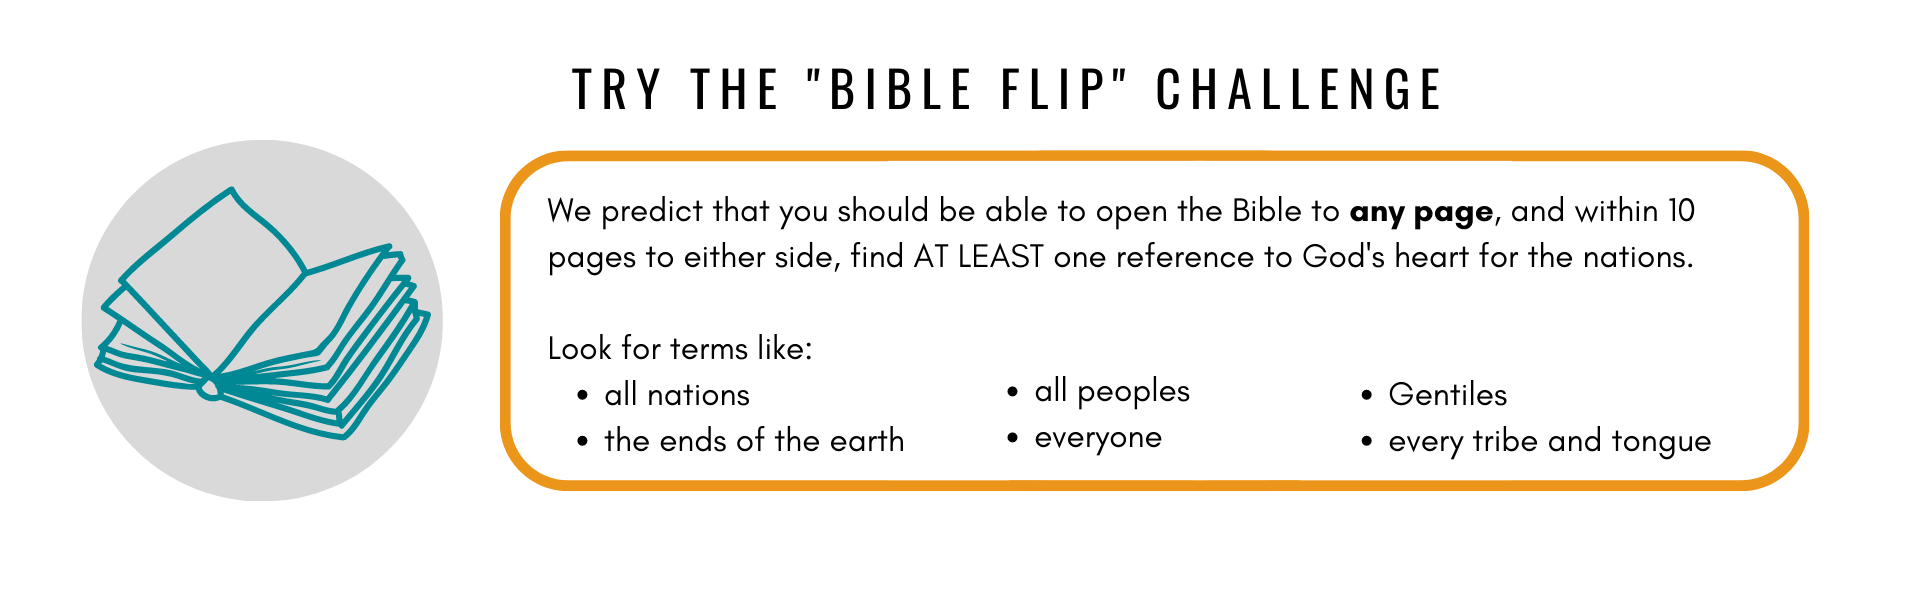 TRY THE "BIBLE FLIP" CHALLENGE
We predict that you should be able to open the Bible to any page, and within 10
pages to either side, find AT LEAST one reference to God's heart for the nations.
Look for terms like:
• all nations
• the ends of the earth
• all peoples
• everyone
• Gentiles
• every tribe and tongue